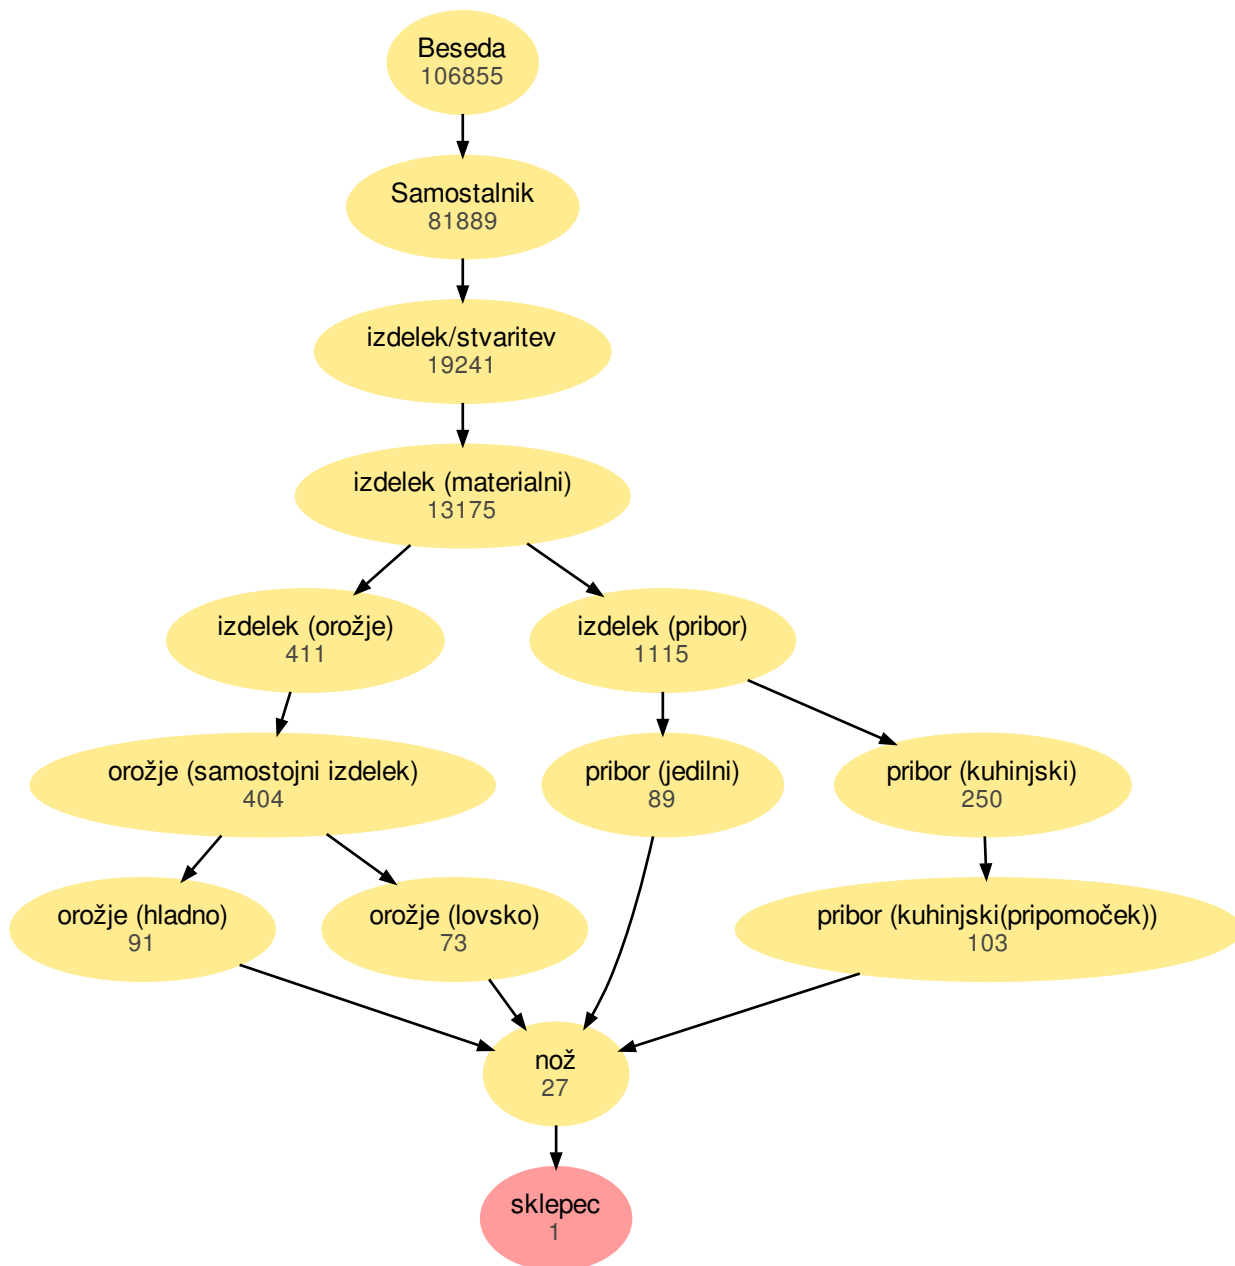 Beseda
106855
Samostalnik
81889
izdelek/stvaritev
19241
izdelek (materialni)
13175
izdelek (orožje)
411
izdelek (pribor)
1115
orožje (samostojni izdelek)
404
pribor (jedilni)
89
pribor (kuhinjski)
250
orožje (hladno)
91
orožje (lovsko)
73
pribor (kuhinjski(pripomoček))
103
nož
27
sklepec
1